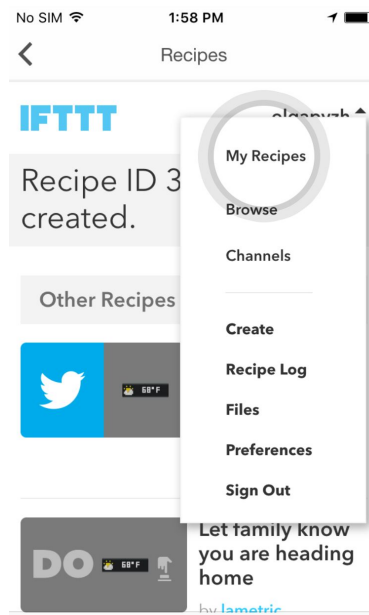 No SIM 1:58 PM
Recipes
IFTTT
My Recipes
Recipe ID 3
created.
Browse
Channels
Other Recipes
Create
Recipe Log
68°F
Files
Preferences
Sign Out
Let family know
DO 68°F
you are heading
home
by lametric